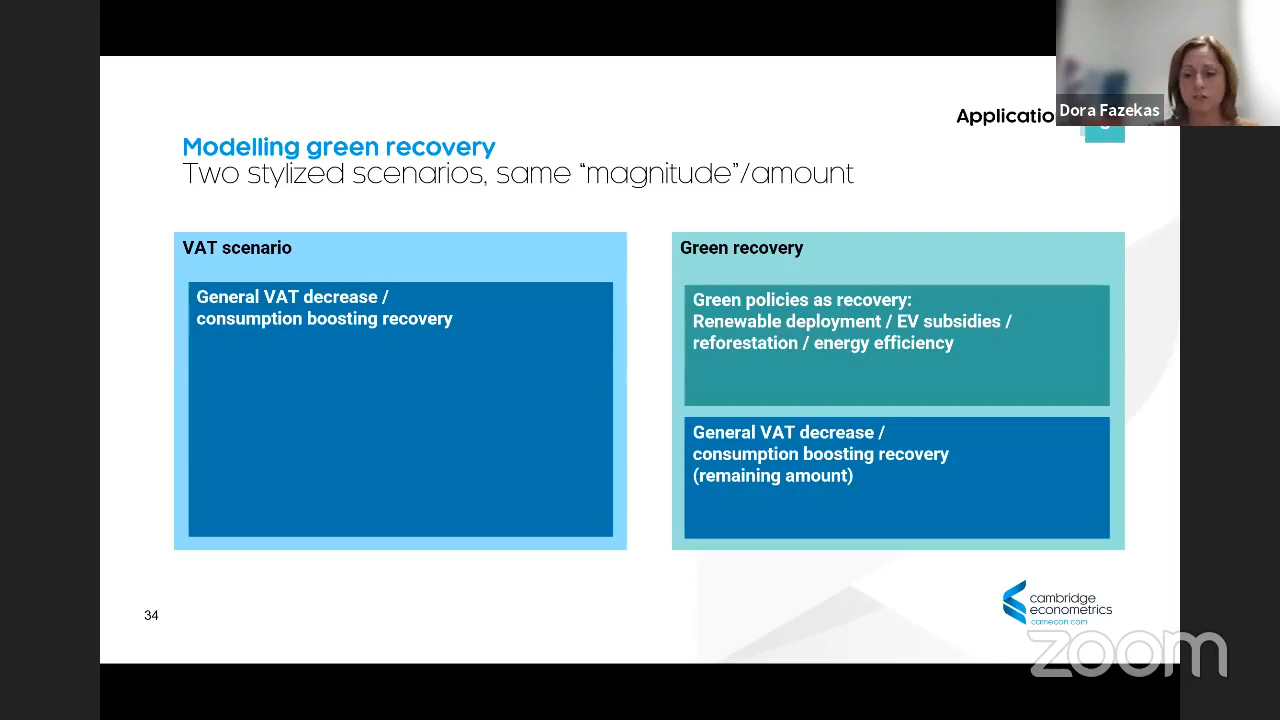 Dora Fazekas
Applicatio
Modelling green recovery
Two stylized scenarios, same “magnitude”/amount
VAT scenario
General VAT decrease /
consumption boosting recovery
Green recovery
Green policies as recovery:
Renewable deployment / EV subsidies /
reforestation / energy efficiency
General VAT decrease /
consumption boosting recovery
(remaining amount)
34
cambridge
econometrics
camecon.com
zoom